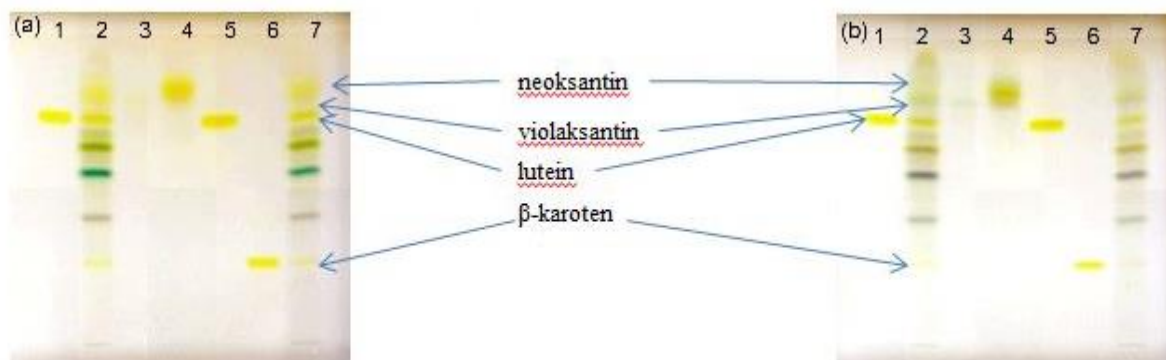 (a) 1 2 3 4 5 6 7
(b) 1 2 3 4 5 6 7
neoksantin
violaksantin
lutein
β-karoten